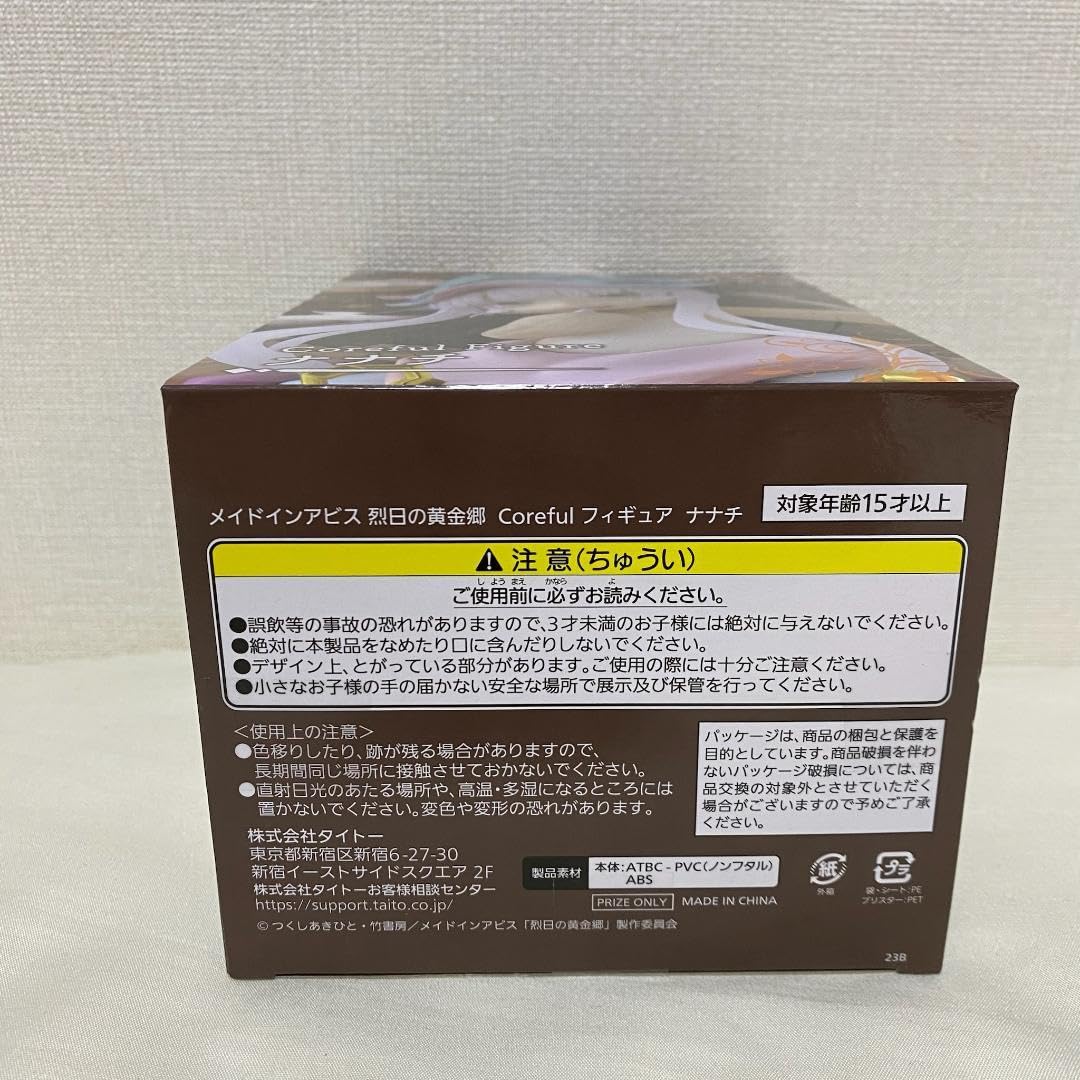 Coreful Figure
ナナチ
メイドインアビス 烈日の黄金郷 Coreful フィギュア ナナチ
対象年齢15才以上
⚠注意(ちゅうい)
ご使用前に必ずお読みください。
●誤飲等の事故の恐れがありますので、3才未満のお子様には絶対に与えないでください。
●絶対に本製品をなめたり口に含んだりしないでください。
●デザイン上、とがっている部分があります。ご使用の際には十分ご注意ください。
●小さなお子様の手の届かない安全な場所で展示及び保管を行ってください。
<使用上の注意>
●色移りしたり、跡が残る場合がありますので、
長期間同じ場所に接触させておかないでください。
●直射日光のあたる場所や、高温・多湿になるところには
置かないでください。変色や変形の恐れがあります。
パッケージは、商品の梱包と保護を
目的としています。商品破損を伴わ
ないパッケージ破損については、商
品交換の対象外とさせていただく
場合がございますので予めご了承
ください。
株式会社タイトー
東京都新宿区新宿6-27-30
新宿イーストサイドスクエア 2F
株式会社タイトーお客様相談センター
https://support.taito.co.jp/
製品素材
本体:ATBC-PVC(ノンフタル)
ABS
PRIZE ONLY MADE IN CHINA
紙
外箱
プラ
袋・シート:PE
ブリスター:PET
© つくしあきひと・竹書房/メイドインアビス「烈日の黄金郷」製作委員会
23B